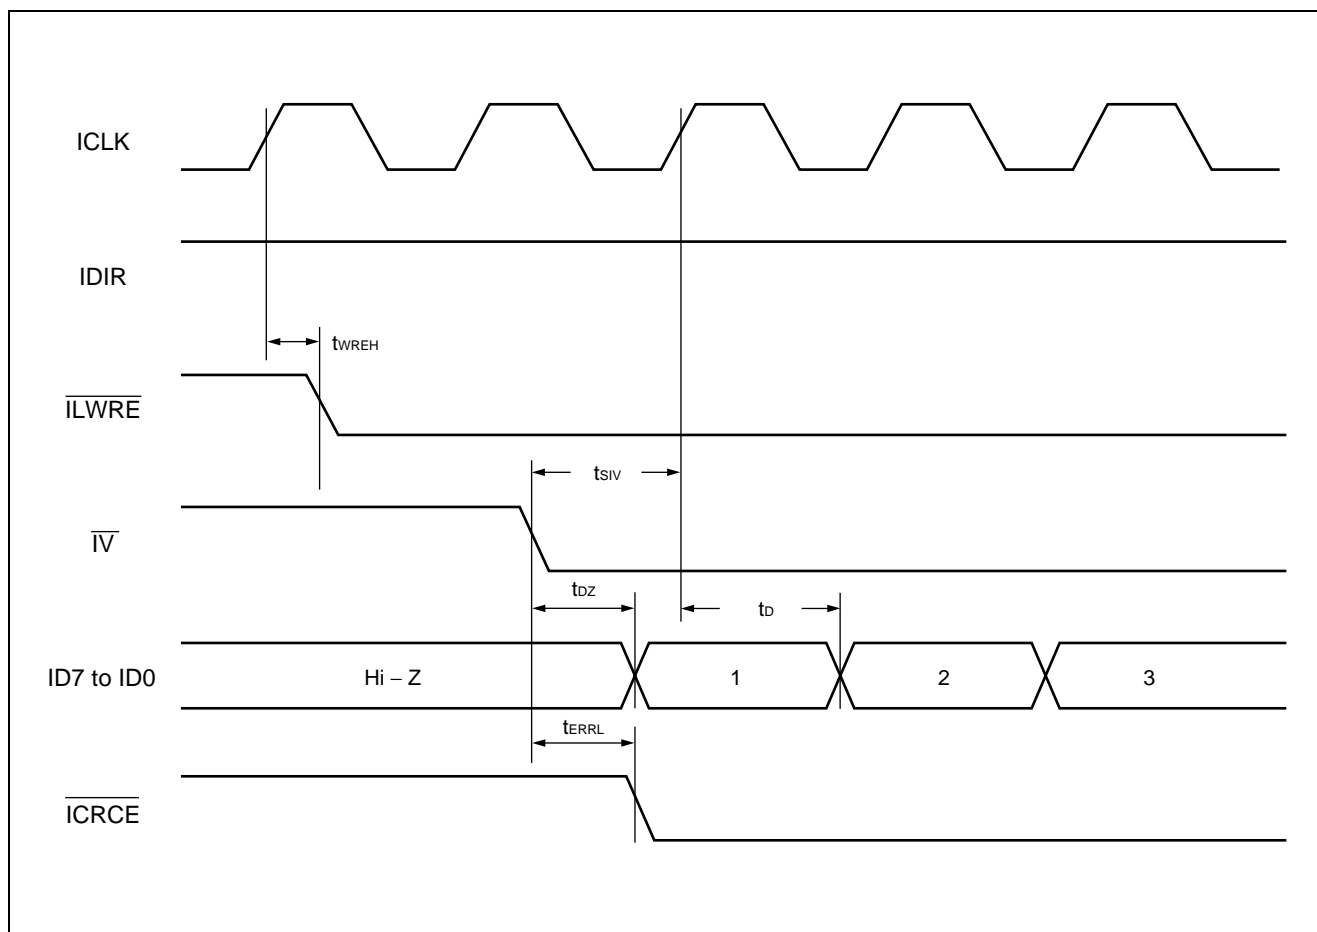 ICLK
IDIR
tWREH
ILWRE
tSIV
IV
tDZ
tD
ID7 to ID0
Hi – Z
1
2
3
tERRL
ICRCE